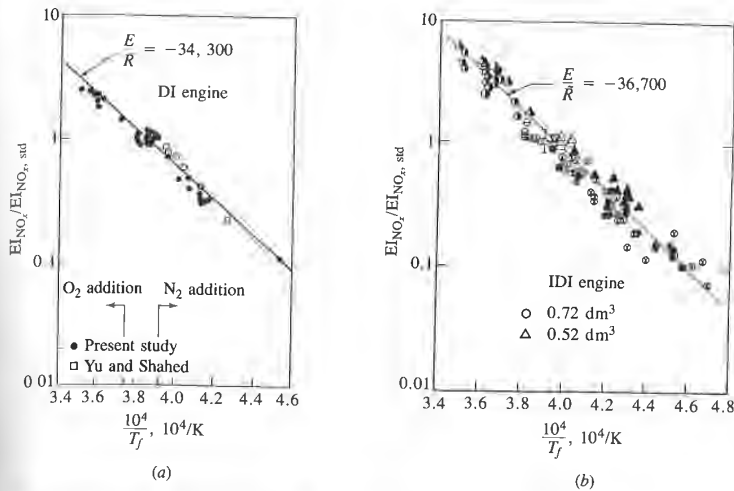 (a)
10
1
0.1
0 01
EI_NOx/EI_NOx, std
E/R = −34, 300
DI engine
O2 addition
N2 addition
● Present study
□ Yu and Shahed
3.4 3.6 3.8 4.0 4.2 4.4 4.6
10^4/T_f, 10^4/K
(a)
(b)
10
1
0.1
0.01
EI_NOx/EI_NOx, std
E/R̃ = −36,700
IDI engine
○ 0.72 dm³
△ 0.52 dm³
3.4 3.6 3.8 4.0 4.2 4.4 4.6 4.8
10^4/T_f, 10^4/K
(b)